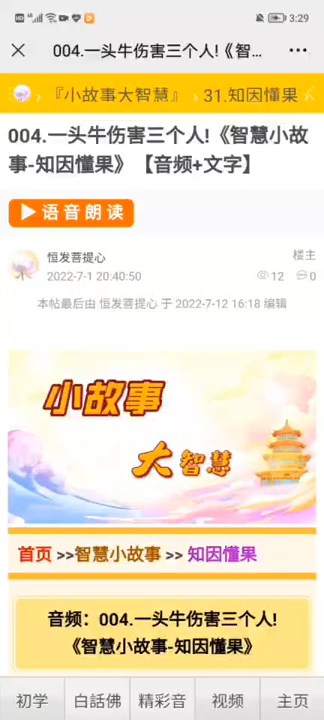 3:29
004.一头牛伤害三个人!《智...
『小故事大智慧』 › 31.知因懂果
004.一头牛伤害三个人!《智慧小故
事-知因懂果》【音频+文字】
语音朗读
恒发菩提心
楼主
2022-7-1 20:40:50
12
0
本帖最后由 恒发菩提心 于 2022-7-12 16:18 编辑
小故事
大智慧
首页 >>智慧小故事 >> 知因懂果
音频：004.一头牛伤害三个人!
《智慧小故事-知因懂果》
初学
白話佛
精彩音
视频
主页